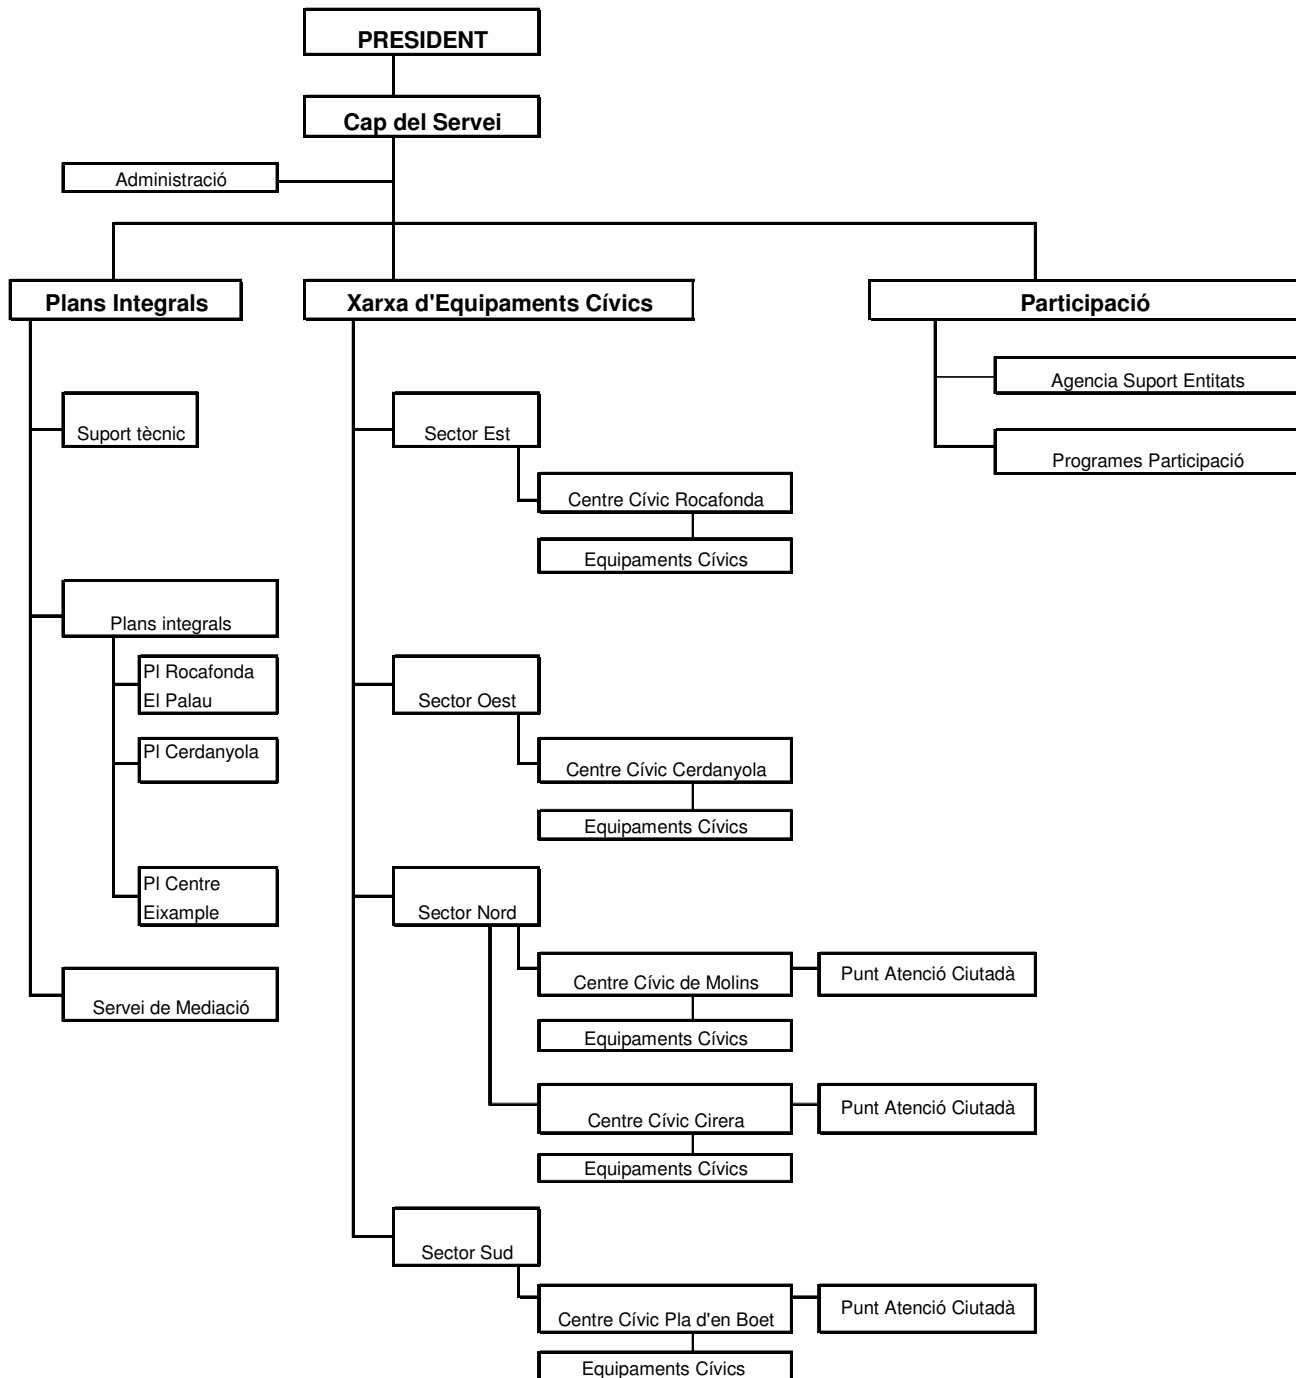 PRESIDENT
Cap del Servei
Administració
Plans Integrals
Xarxa d'Equipaments Cívics
Participació
Suport tècnic
Plans integrals
PI Rocafonda
El Palau
PI Cerdanyola
PI Centre
Eixample
Servei de Mediació
Sector Est
Centre Cívic Rocafonda
Equipaments Cívics
Sector Oest
Centre Cívic Cerdanyola
Equipaments Cívics
Sector Nord
Centre Cívic de Molins
Punt Atenció Ciutadà
Equipaments Cívics
Centre Cívic Cirera
Punt Atenció Ciutadà
Equipaments Cívics
Sector Sud
Centre Cívic Pla d'en Boet
Punt Atenció Ciutadà
Equipaments Cívics
Agencia Suport Entitats
Programes Participació